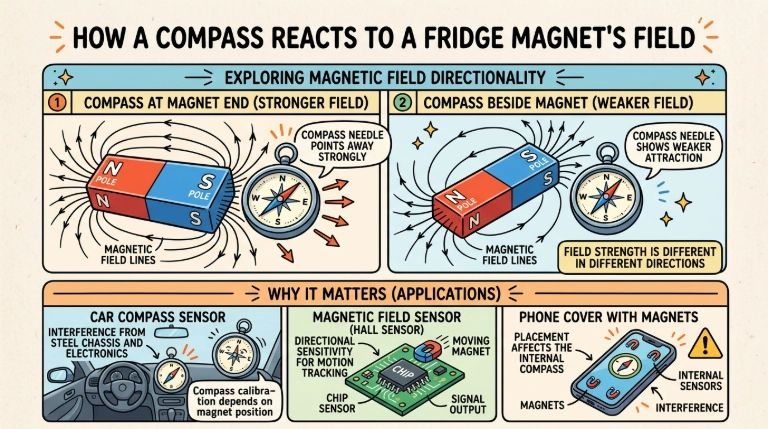 HOW A COMPASS REACTS TO A FRIDGE MAGNET'S FIELD
EXPLORING MAGNETIC FIELD DIRECTIONALITY
1 COMPASS AT MAGNET END (STRONGER FIELD)
COMPASS NEEDLE
POINTS AWAY
STRONGLY
N
POLE
S
POLE
N
S
N
W
E
S
MAGNETIC
FIELD LINES
2 COMPASS BESIDE MAGNET (WEAKER FIELD)
COMPASS NEEDLE
SHOWS WEAKER
ATTRACTION
S
POLE
N
POLE
S
N
N
W
E
S
MAGNETIC
FIELD LINES
FIELD STRENGTH IS DIFFERENT
IN DIFFERENT DIRECTIONS
WHY IT MATTERS (APPLICATIONS)
CAR COMPASS SENSOR
INTERFERENCE FROM
STEEL CHASSIS AND
ELECTRONICS
Compass calibra-
tion depends on
magnet position
MAGNETIC FIELD SENSOR
(HALL SENSOR)
DIRECTIONAL
SENSITIVITY
FOR MOTION
TRACKING
MOVING
MAGNET
CHIP
CHIP
SENSOR
SIGNAL
OUTPUT
PHONE COVER WITH MAGNETS
PLACEMENT
AFFECTS THE
INTERNAL
COMPASS
INTERNAL
SENSORS
MAGNETS
INTERFERENCE